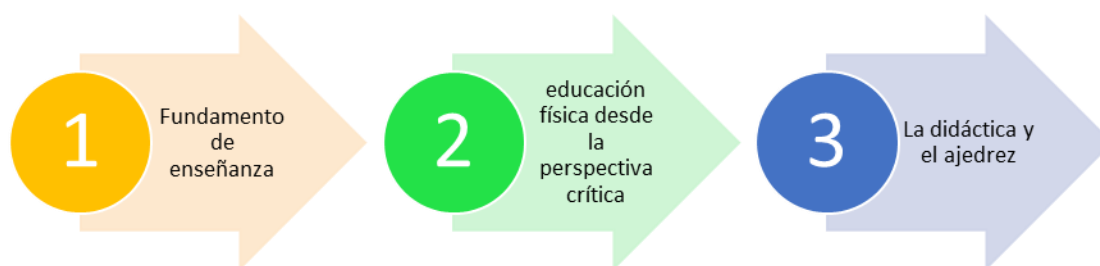 1
Fundamento
de
enseñanza
2
educación
física desde
la
perspectiva
crítica
3
La didáctica y
el ajedrez